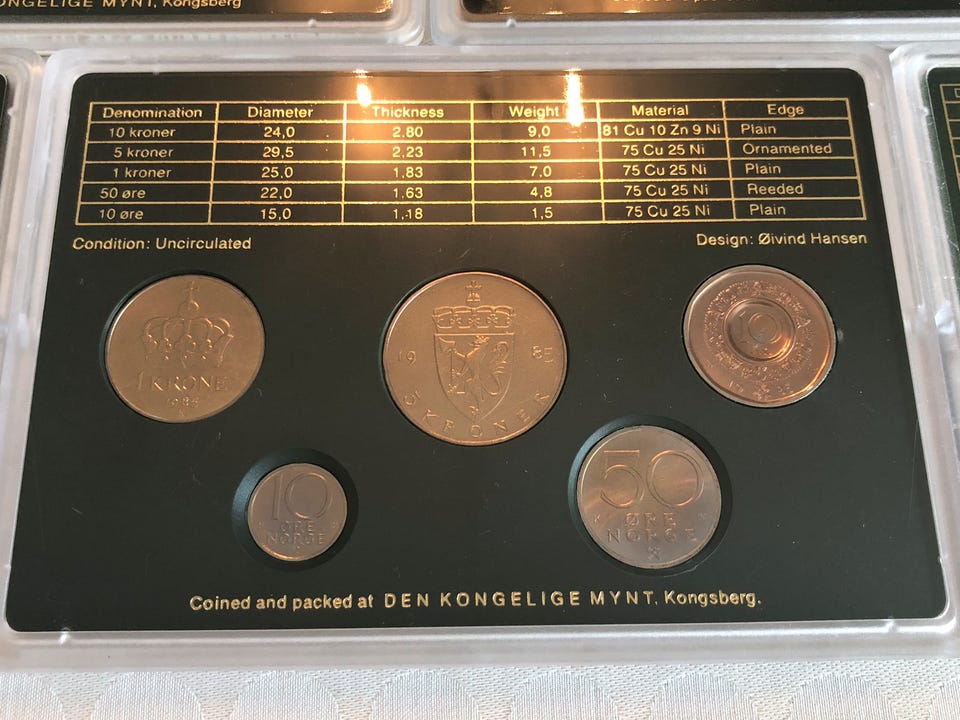 ONGELIGE MYNT, Kongsberg
Denomination Diameter Thickness Weight Material Edge
10 kroner 24,0 2.80 9,0 81 Cu 10 Zn 9 Ni Plain
5 kroner 29,5 2,23 11,5 75 Cu 25 Ni Ornamented
1 kroner 25,0 1,83 7,0 75 Cu 25 Ni Plain
50 øre 22,0 1.63 4,8 75 Cu 25 Ni Reeded
10 øre 15,0 1,18 1,5 75 Cu 25 Ni Plain
Condition: Uncirculated
Design: Øivind Hansen
1 KRONE
1985
19 85
5 KRONER
10
10
ØRE
NORGE
50
ØRE
NORGE
Coined and packed at DEN KONGELIGE MYNT, Kongsberg.